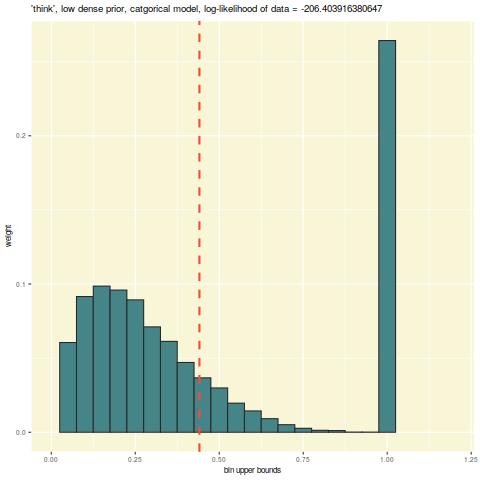 'think', low dense prior, catgorical model, log-likelihood of data = -206.403916380647
weight
0.2
0.1
0.0
0.00 0.25 0.50 0.75 1.00 1.25
bin upper bounds